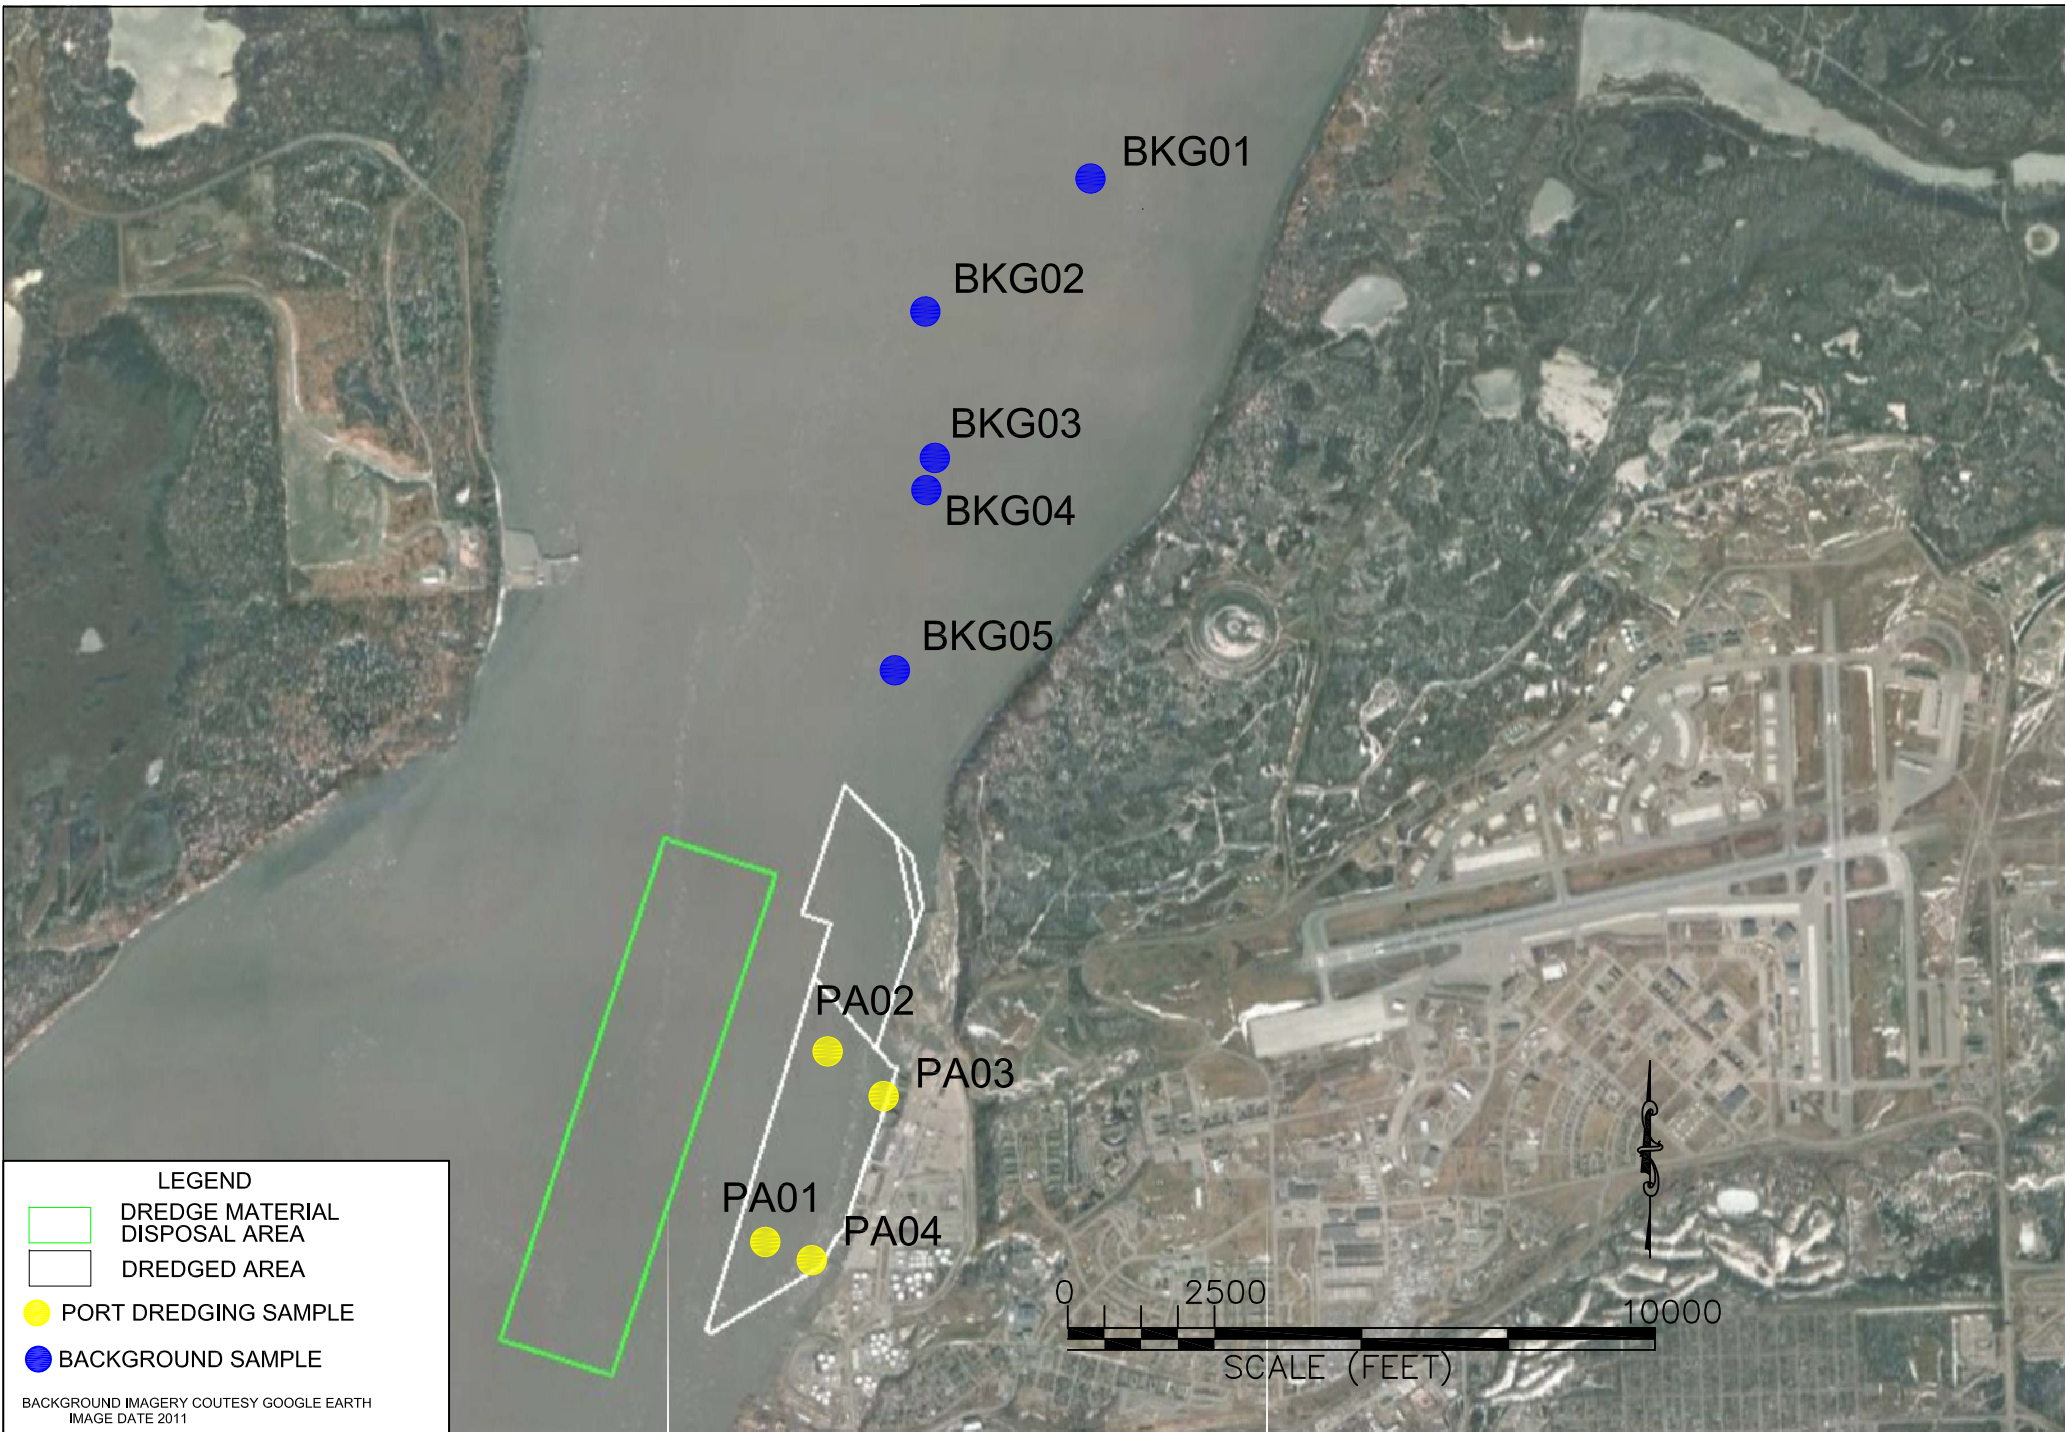 BKG01
BKG02
BKG03
BKG04
BKG05
PA02
PA03
PA01
PA04
LEGEND
DREDGE MATERIAL
DISPOSAL AREA
DREDGED AREA
PORT DREDGING SAMPLE
BACKGROUND SAMPLE
BACKGROUND IMAGERY COUTESY GOOGLE EARTH
IMAGE DATE 2011
0 2500 10000
SCALE (FEET)